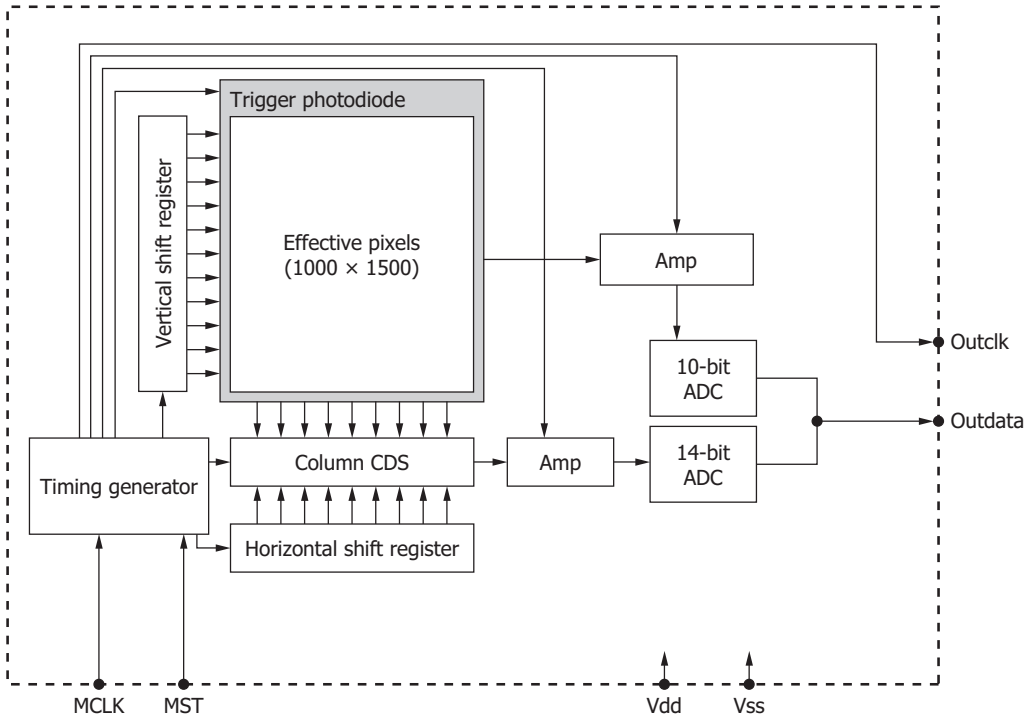 Trigger photodiode
Vertical shift register
Effective pixels
(1000 × 1500)
Amp
Outclk
10-bit
ADC
Outdata
Timing generator
Column CDS
Amp
14-bit
ADC
Horizontal shift register
MCLK
MST
Vdd
Vss